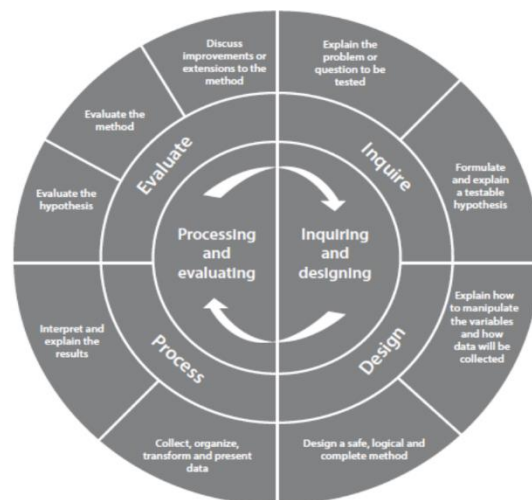 Discuss
improvements or
extensions to the
method
Explain the
problem or
question to be
tested
Evaluate the
method
Evaluate
Inquire
Evaluate the
hypothesis
Formulate
and explain
a testable
hypothesis
Processing
and
evaluating
Inquiring
and
designing
Interpret and
explain the
results
Explain how
to manipulate
the variables
and how
data will be
collected
Process
Design
Collect, organize,
transform and present
data
Design a safe, logical and
complete method